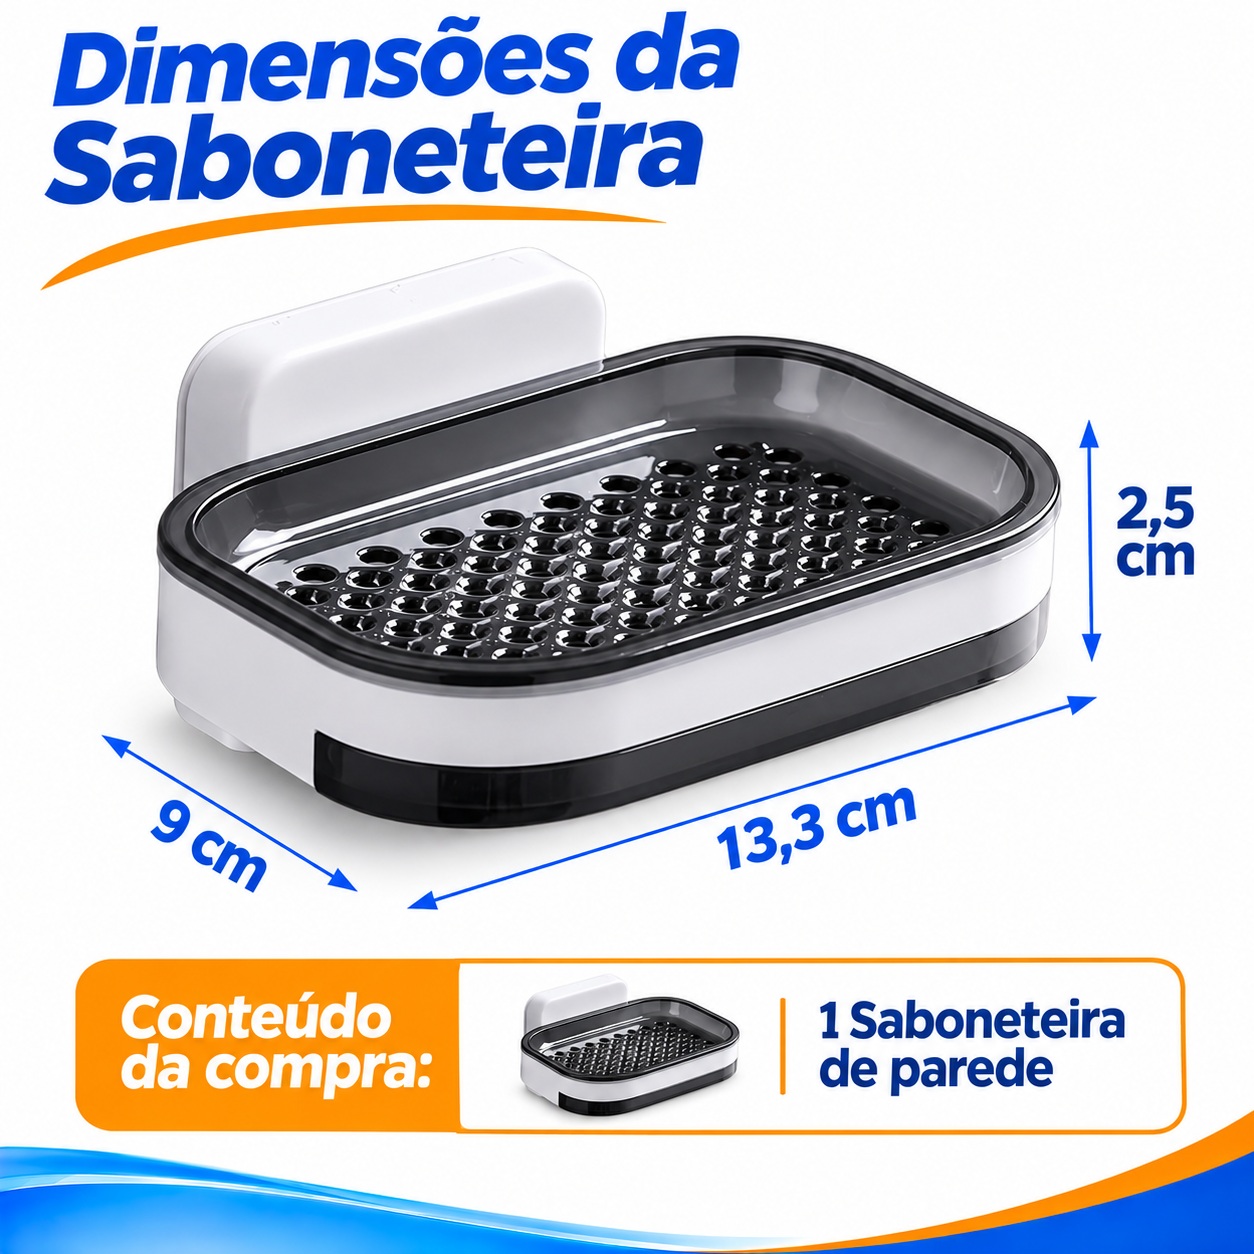 Dimensões da
Saboneteira
2,5
cm
9 cm
13,3 cm
Conteúdo
da compra:
1 Saboneteira
de parede